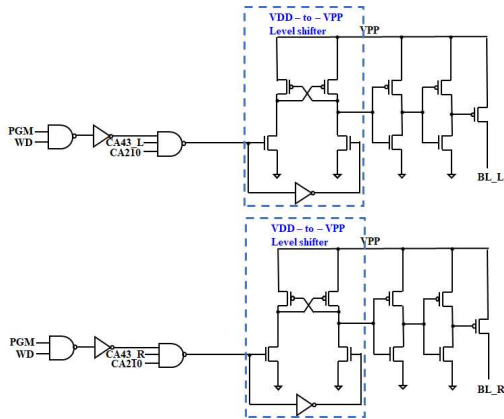 VDD – to – VPP
Level shifter
VPP
PGM
WD
CA43_L
CA210
BL_L
VDD – to – VPP
Level shifter
VPP
PGM
WD
CA43_R
CA210
BL_R